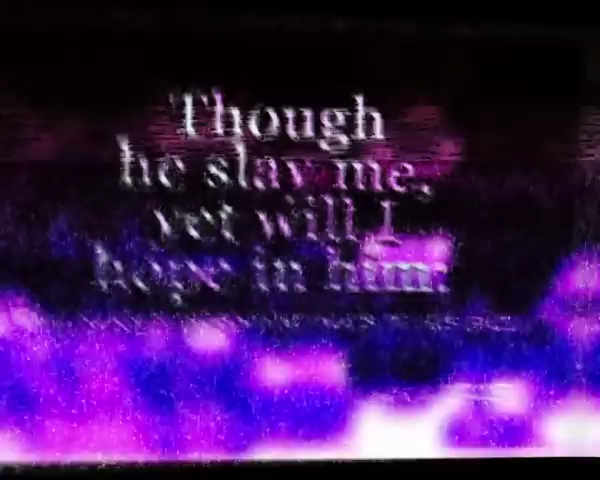 Though
he slay me,
yet will I
hope in him;